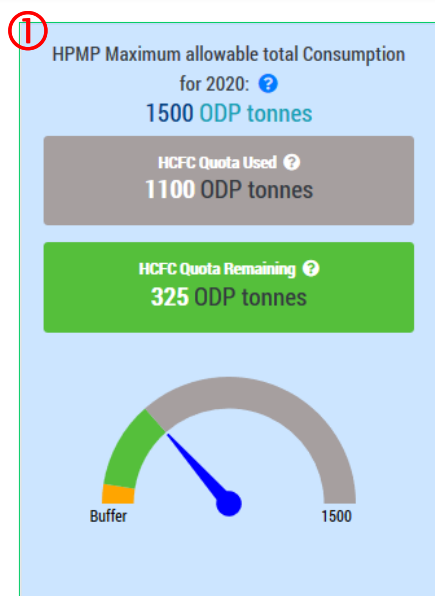 ①
HPMP Maximum allowable total Consumption
for 2020: ?
1500 ODP tonnes
HCFC Quota Used ?
1100 ODP tonnes
HCFC Quota Remaining ?
325 ODP tonnes
Buffer 1500